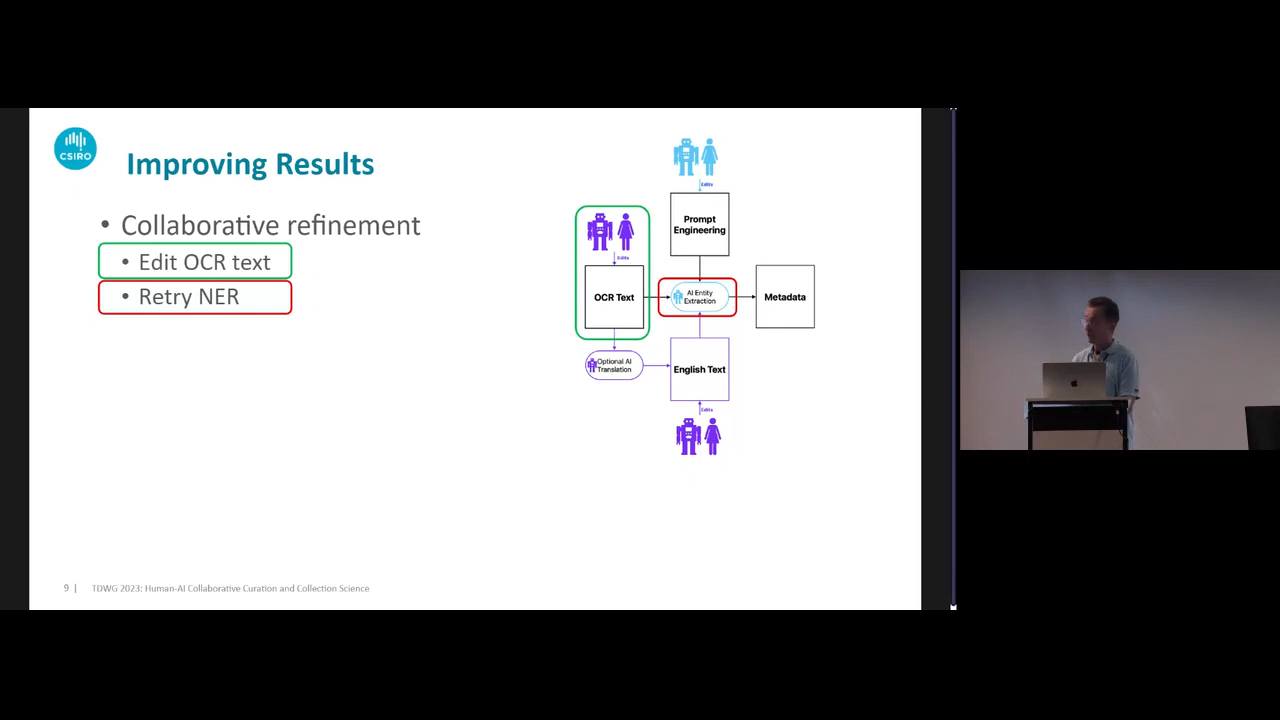 CSIRO
Improving Results
• Collaborative refinement
• Edit OCR text
• Retry NER
Edits
Prompt
Engineering
Edits
OCR Text
AI Entity
Extraction
Metadata
Optional AI
Translation
English Text
Edits
9 | TDWG 2023: Human-AI Collaborative Curation and Collection Science